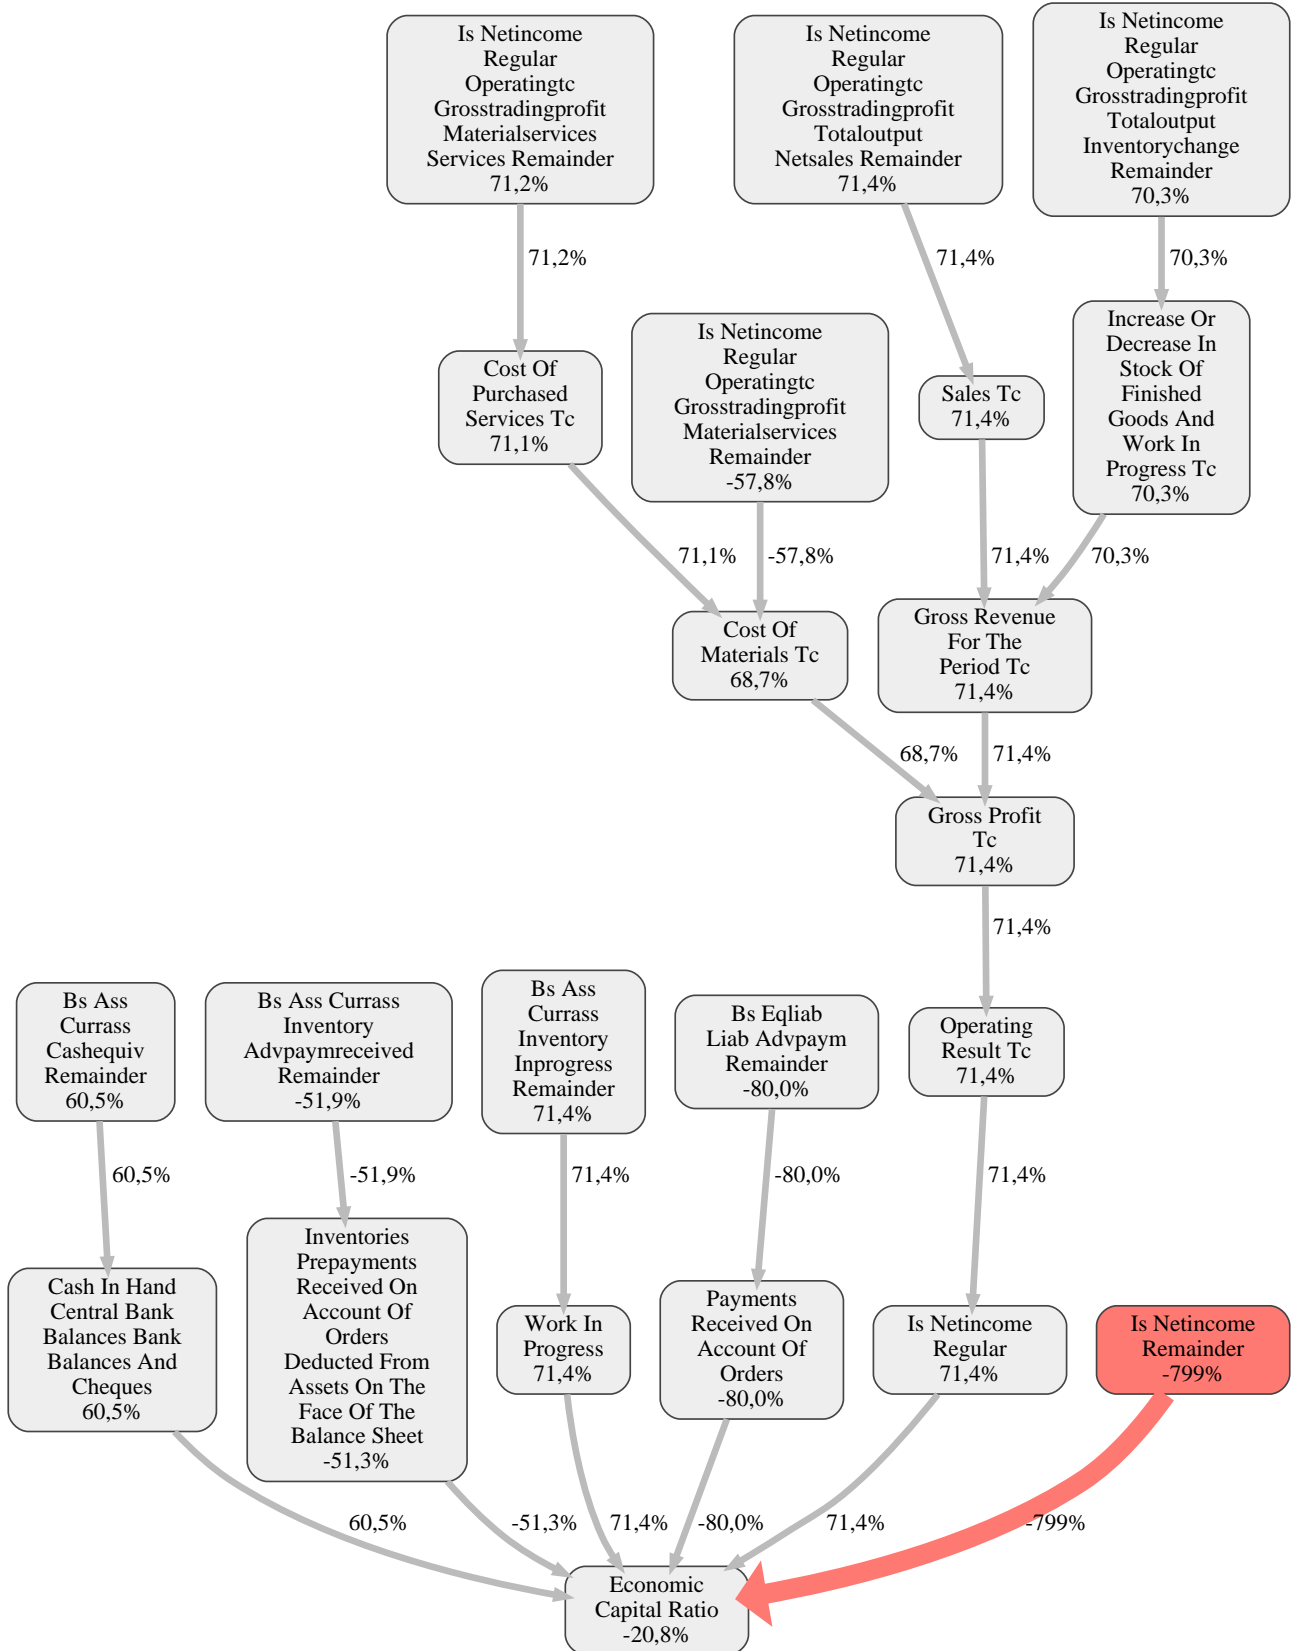 Is Netincome
Regular
Operatingtc
Grosstradingprofit
Materialservices
Services Remainder
71,2%
Is Netincome
Regular
Operatingtc
Grosstradingprofit
Totaloutput
Netsales Remainder
71,4%
Is Netincome
Regular
Operatingtc
Grosstradingprofit
Totaloutput
Inventorychange
Remainder
70,3%
71,2%
71,4%
70,3%
Cost Of
Purchased
Services Tc
71,1%
Is Netincome
Regular
Operatingtc
Grosstradingprofit
Materialservices
Remainder
-57,8%
Sales Tc
71,4%
Increase Or
Decrease In
Stock Of
Finished
Goods And
Work In
Progress Tc
70,3%
71,1%
-57,8%
71,4%
70,3%
Cost Of
Materials Tc
68,7%
Gross Revenue
For The
Period Tc
71,4%
68,7%
71,4%
Gross Profit
Tc
71,4%
71,4%
Bs Ass
Currass
Cashequiv
Remainder
60,5%
Bs Ass Currass
Inventory
Advpaymreceived
Remainder
-51,9%
Bs Ass
Currass
Inventory
Inprogress
Remainder
71,4%
Bs Eqliab
Liab Advpaym
Remainder
-80,0%
Operating
Result Tc
71,4%
60,5%
-51,9%
71,4%
-80,0%
71,4%
Cash In Hand
Central Bank
Balances Bank
Balances And
Cheques
60,5%
Inventories
Prepayments
Received On
Account Of
Orders
Deducted From
Assets On The
Face Of The
Balance Sheet
-51,3%
Work In
Progress
71,4%
Payments
Received On
Account Of
Orders
-80,0%
Is Netincome
Regular
71,4%
Is Netincome
Remainder
-799%
60,5%
-51,3%
71,4%
-80,0%
71,4%
-799%
Economic
Capital Ratio
-20,8%